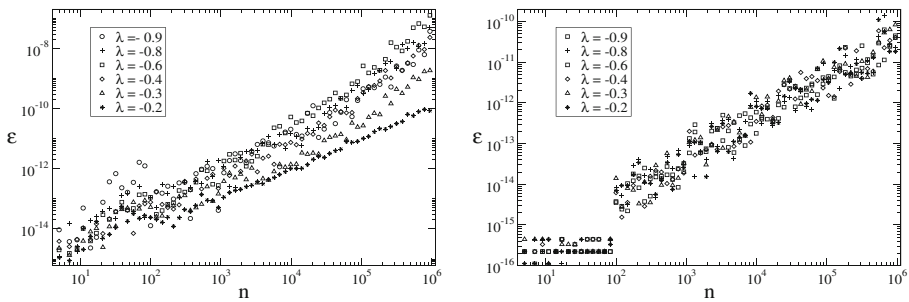 ε
10⁻⁸
10⁻¹⁰
10⁻¹²
10⁻¹⁴
λ =- 0.9
λ = -0.8
λ = -0.6
λ = -0.4
λ = -0.3
λ = -0.2
10¹ 10² 10³ 10⁴ 10⁵ 10⁶
n
ε
10⁻¹⁰
10⁻¹¹
10⁻¹²
10⁻¹³
10⁻¹⁴
10⁻¹⁵
10⁻¹⁶
λ = -0.9
λ = -0.8
λ = -0.6
λ = -0.4
λ = -0.3
λ = -0.2
10¹ 10² 10³ 10⁴ 10⁵ 10⁶
n